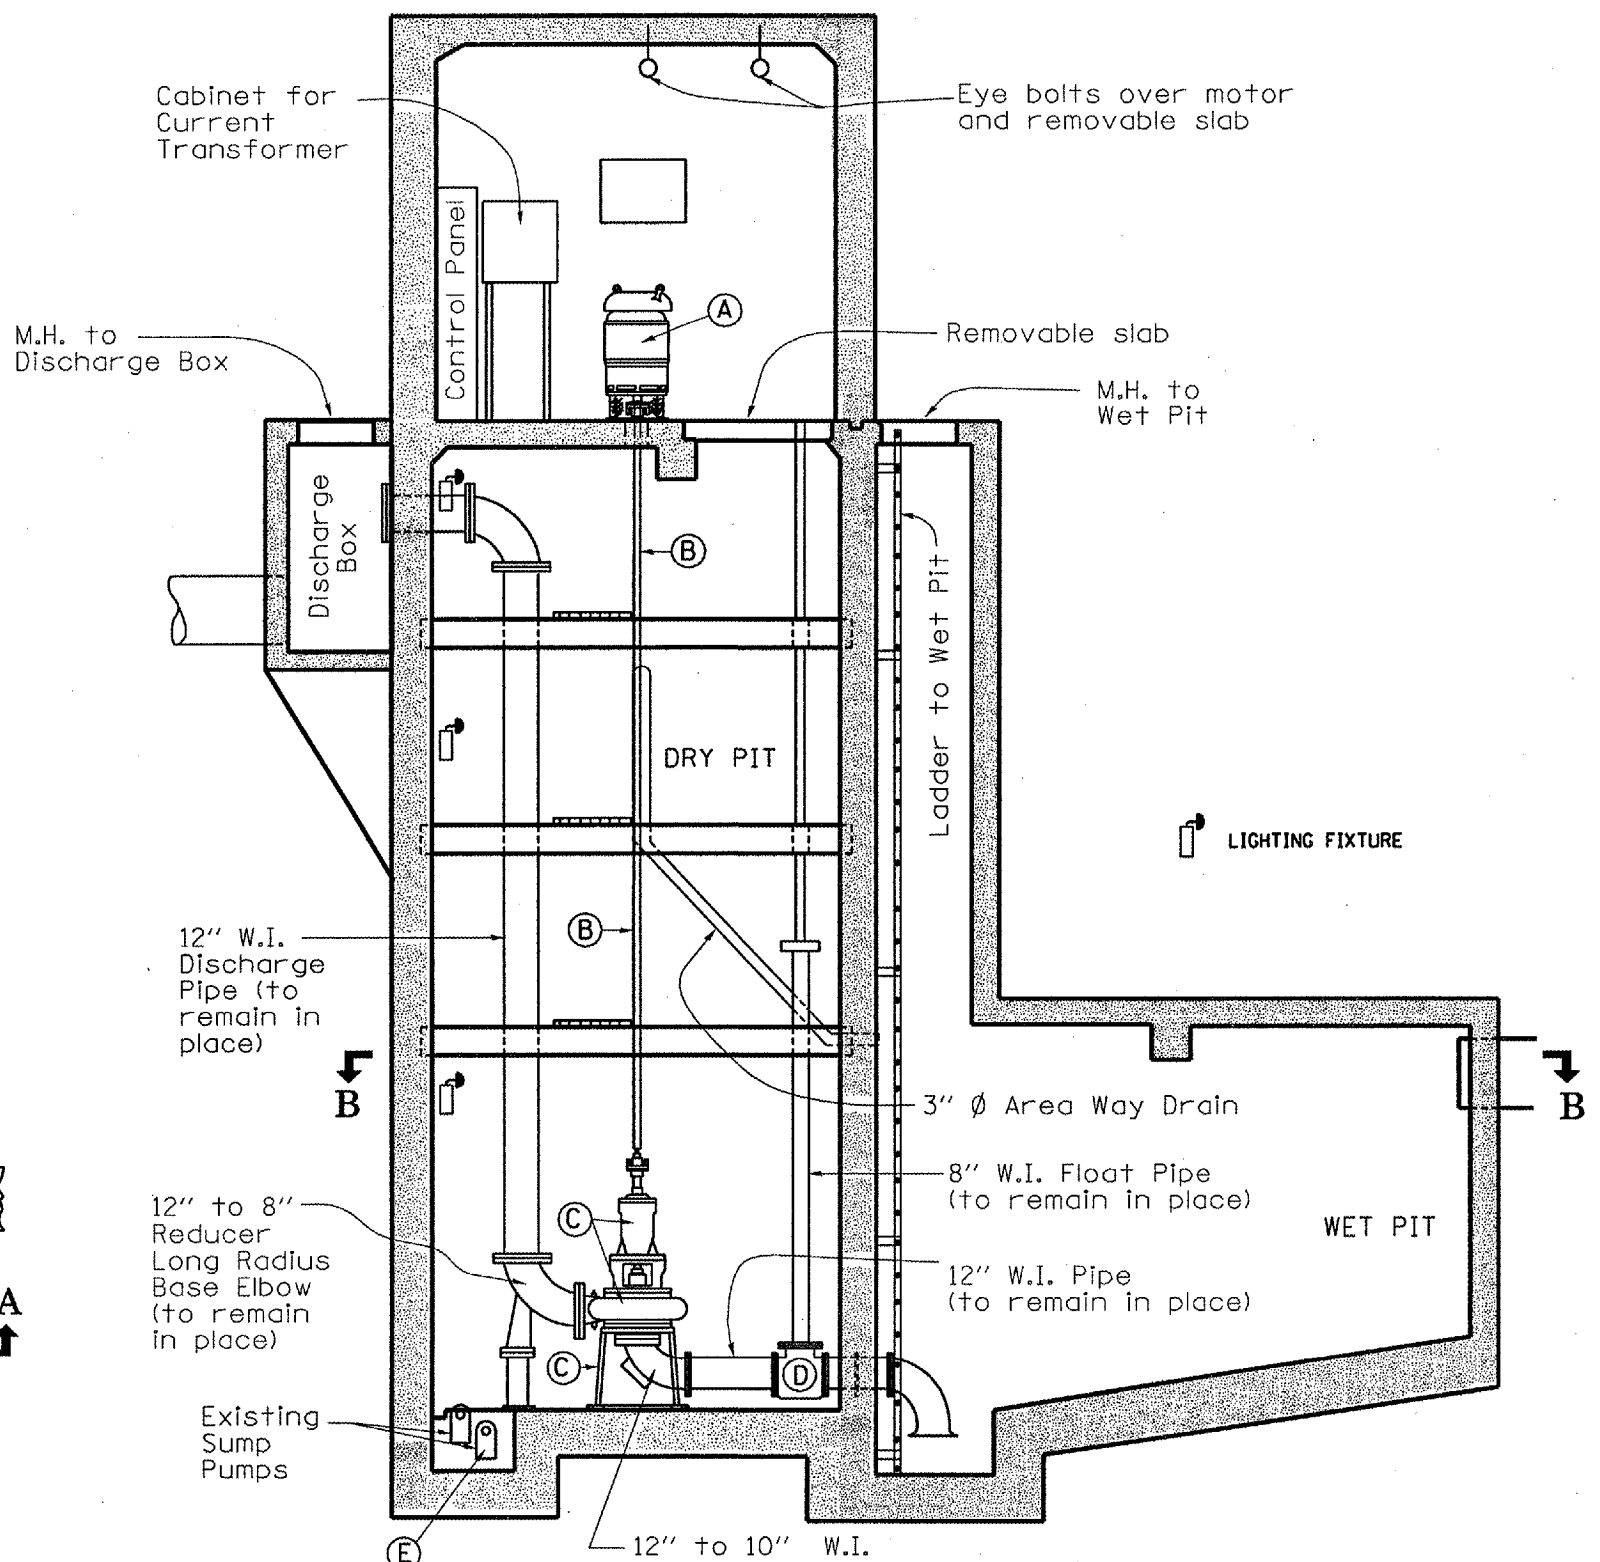 Cabinet for
Current
Transformer
Eye bolts over motor
and removable slab
Control Panel
A
M.H. to
Discharge Box
Removable slab
M.H. to
Wet Pit
Discharge
Box
B
Ladder to Wet Pit
DRY PIT
LIGHTING FIXTURE
12" W.I.
Discharge
Pipe (to
remain in
place)
B
B
B
3" Ø Area Way Drain
8" W.I. Float Pipe
(to remain in place)
WET PIT
12" to 8"
Reducer
Long Radius
Base Elbow
(to remain
in place)
C
12" W.I. Pipe
(to remain in place)
A
C
D
Existing
Sump
Pumps
E
12" to 10" W.I.